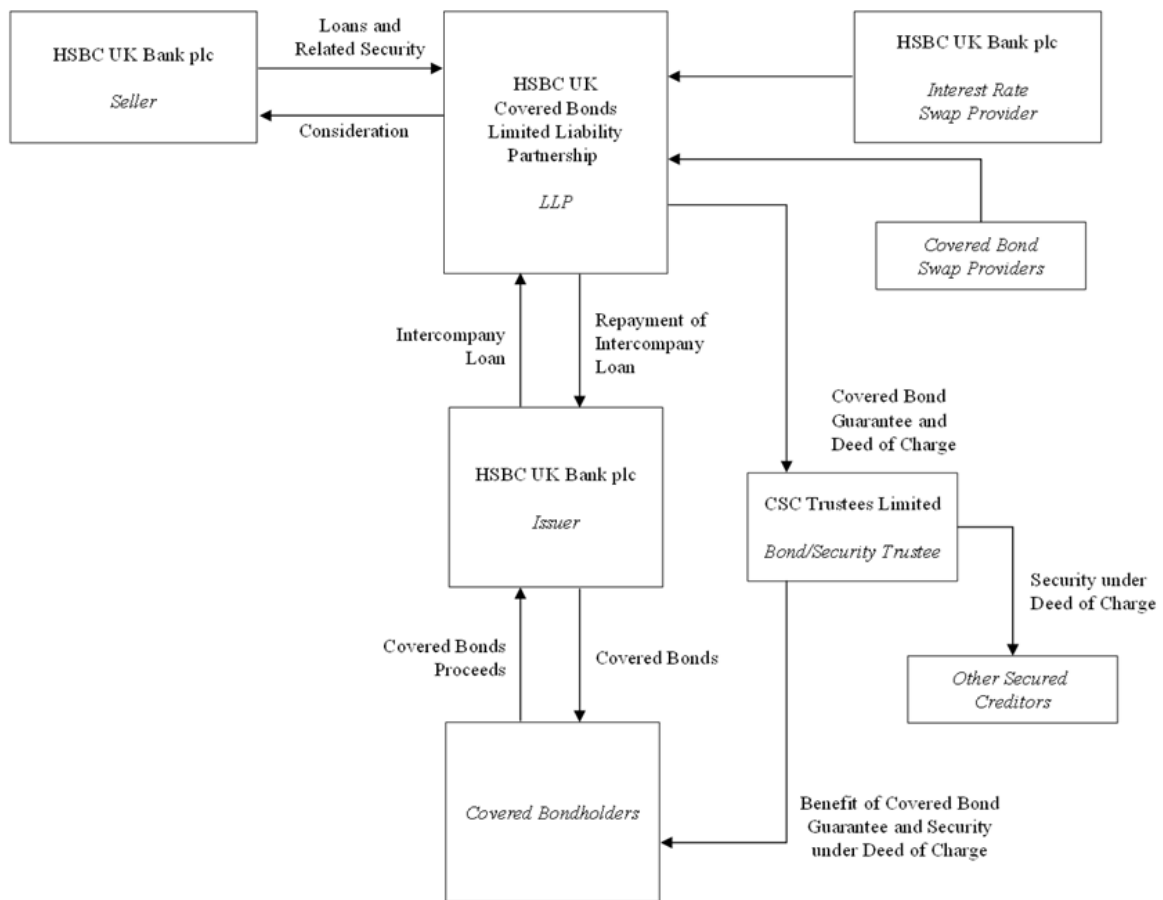 Loans and
Related Security
HSBC UK Bank plc
Seller
Consideration
HSBC UK
Covered Bonds
Limited Liability
Partnership
LLP
HSBC UK Bank plc
Interest Rate
Swap Provider
Covered Bond
Swap Providers
Intercompany
Loan
Repayment of
Intercompany
Loan
Covered Bond
Guarantee and
Deed of Charge
HSBC UK Bank plc
Issuer
CSC Trustees Limited
Bond/Security Trustee
Security under
Deed of Charge
Covered Bonds
Proceeds
Covered Bonds
Other Secured
Creditors
Covered Bondholders
Benefit of Covered Bond
Guarantee and Security
under Deed of Charge